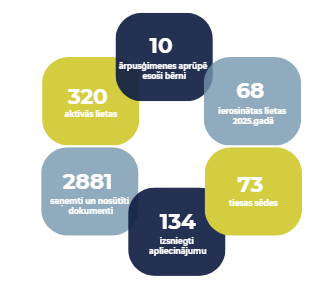 10
ārpusģimenes aprūpē
esoši bērni
320
aktīvās lietas
68
ierosinātas lietas
2025.gadā
2881
saņemti un nosūtīti
dokumenti
73
tiesas sēdes
134
izsniegti
apliecinājumu